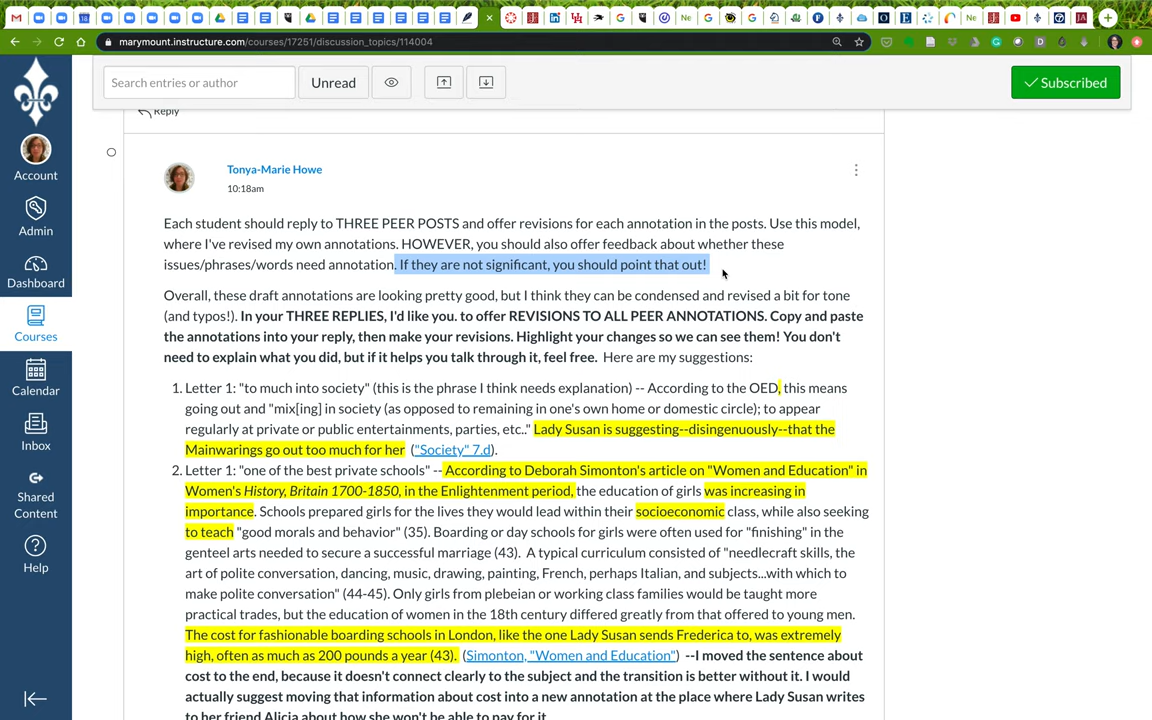 marymount.instructure.com/courses/17251/discussion_topics/114004
Search entries or author
Unread
Subscribed
Account
Admin
Dashboard
Courses
Calendar
Inbox
Shared
Content
Help
Reply
Tonya-Marie Howe
10:18am
Each student should reply to THREE PEER POSTS and offer revisions for each annotation in the posts. Use this model,
where I've revised my own annotations. HOWEVER, you should also offer feedback about whether these
issues/phrases/words need annotation. If they are not significant, you should point that out!
Overall, these draft annotations are looking pretty good, but I think they can be condensed and revised a bit for tone
(and typos!). In your THREE REPLIES, I'd like you. to offer REVISIONS TO ALL PEER ANNOTATIONS. Copy and paste
the annotations into your reply, then make your revisions. Highlight your changes so we can see them! You don't
need to explain what you did, but if it helps you talk through it, feel free. Here are my suggestions:
1. Letter 1: "to much into society" (this is the phrase I think needs explanation) -- According to the OED, this means
going out and "mix[ing] in society (as opposed to remaining in one's own home or domestic circle); to appear
regularly at private or public entertainments, parties, etc.." Lady Susan is suggesting--disingenuously--that the
Mainwarings go out too much for her ("Society" 7.d).
2. Letter 1: "one of the best private schools" -- According to Deborah Simonton's article on "Women and Education" in
Women's History, Britain 1700-1850, in the Enlightenment period, the education of girls was increasing in
importance. Schools prepared girls for the lives they would lead within their socioeconomic class, while also seeking
to teach "good morals and behavior" (35). Boarding or day schools for girls were often used for "finishing" in the
genteel arts needed to secure a successful marriage (43). A typical curriculum consisted of "needlecraft skills, the
art of polite conversation, dancing, music, drawing, painting, French, perhaps Italian, and subjects...with which to
make polite conversation" (44-45). Only girls from plebeian or working class families would be taught more
practical trades, but the education of women in the 18th century differed greatly from that offered to young men.
The cost for fashionable boarding schools in London, like the one Lady Susan sends Frederica to, was extremely
high, often as much as 200 pounds a year (43). (Simonton, "Women and Education") --I moved the sentence about
cost to the end, because it doesn't connect clearly to the subject and the transition is better without it. I would
actually suggest moving that information about cost into a new annotation at the place where Lady Susan writes
to her friend Alicia about how she won't be able to pay for it.